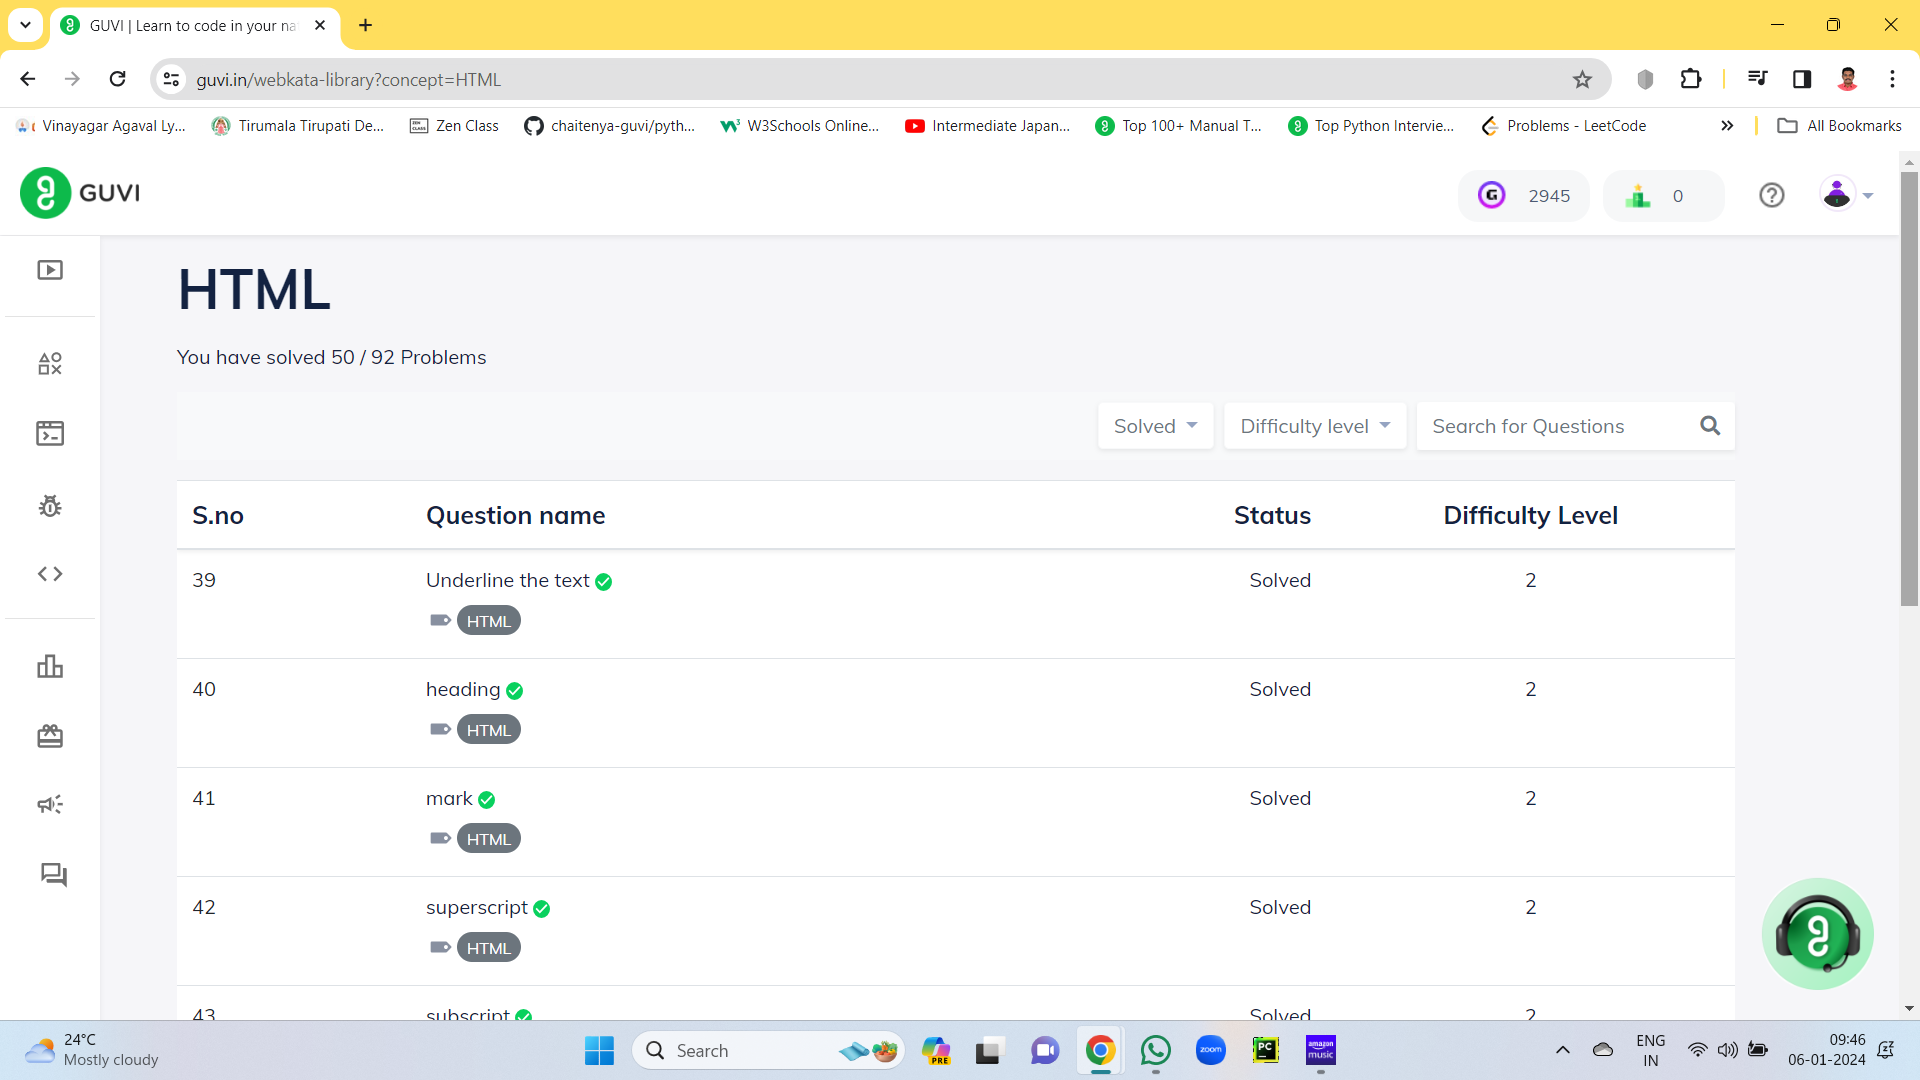 GUVI | Learn to code in your na
guvi.in/webkata-library?concept=HTML
Vinayagar Agaval Ly...
Tirumala Tirupati De...
Zen Class
chaitenya-guvi/pyth...
W3Schools Online...
Intermediate Japan...
Top 100+ Manual T...
Top Python Intervie...
Problems - LeetCode
All Bookmarks
GUVI
2945
0
HTML
You have solved 50 / 92 Problems
Solved
Difficulty level
Search for Questions
S.no Question name Status Difficulty Level
39 Underline the text Solved 2
HTML
40 heading Solved 2
HTML
41 mark Solved 2
HTML
42 superscript Solved 2
HTML
43 subscript Solved 2
24°C
Mostly cloudy
Search
PRE
zoom
PC
amazon
music
ENG
IN
09:46
06-01-2024